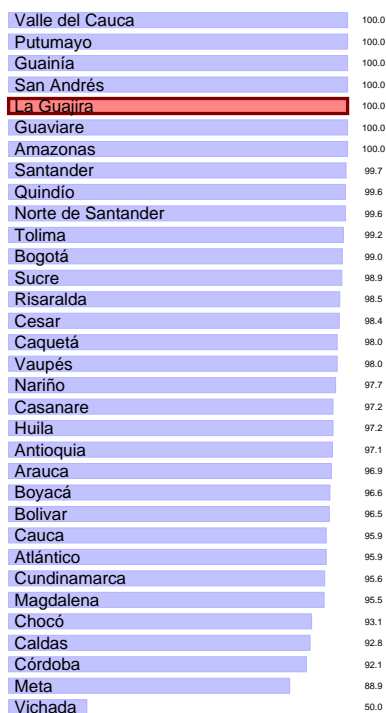 Valle del Cauca 100.0
Putumayo 100.0
Guainía 100.0
San Andrés 100.0
La Guajira 100.0
Guaviare 100.0
Amazonas 100.0
Santander 99.7
Quindío 99.6
Norte de Santander 99.6
Tolima 99.2
Bogotá 99.0
Sucre 98.9
Risaralda 98.5
Cesar 98.4
Caquetá 98.0
Vaupés 98.0
Nariño 97.7
Casanare 97.2
Huila 97.2
Antioquia 97.1
Arauca 96.9
Boyacá 96.6
Bolivar 96.5
Cauca 95.9
Atlántico 95.9
Cundinamarca 95.6
Magdalena 95.5
Chocó 93.1
Caldas 92.8
Córdoba 92.1
Meta 88.9
Vichada 50.0